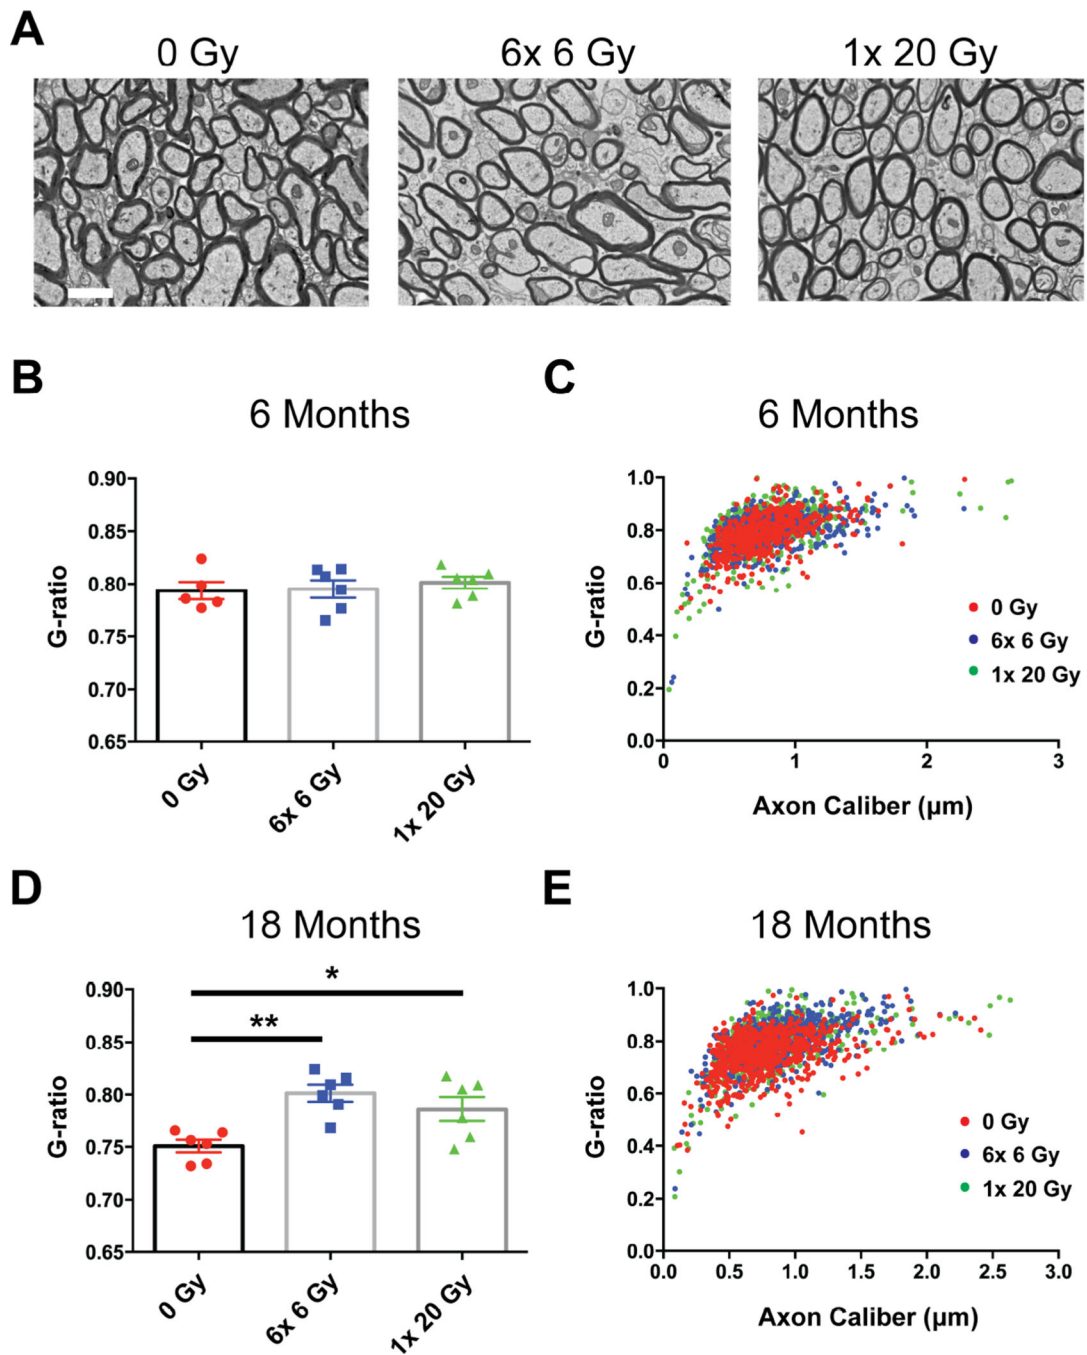 A
0 Gy
6x 6 Gy
1x 20 Gy
B
6 Months
0.90
0.85
0.80
0.75
0.70
0.65
G-ratio
0 Gy
6x 6 Gy
1x 20 Gy
C
6 Months
1.0
0.8
0.6
0.4
0.2
0.0
G-ratio
0 Gy
6x 6 Gy
1x 20 Gy
0 1 2 3
Axon Caliber (µm)
D
18 Months
*
**
0.90
0.85
0.80
0.75
0.70
0.65
G-ratio
0 Gy
6x 6 Gy
1x 20 Gy
E
18 Months
1.0
0.8
0.6
0.4
0.2
0.0
G-ratio
0 Gy
6x 6 Gy
1x 20 Gy
0.0 0.5 1.0 1.5 2.0 2.5 3.0
Axon Caliber (µm)